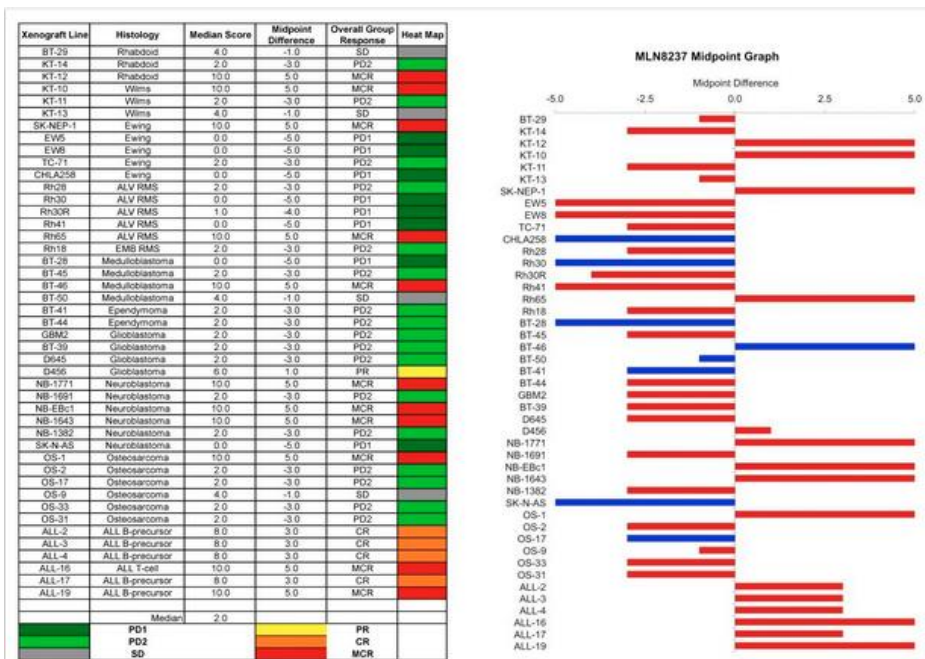 Xenograft Line Histology Median Score Midpoint Difference Overall Group Response Heat Map
BT-29 Rhabdoid 4.0 -1.0 SD
KT-14 Rhabdoid 2.0 -3.0 PD2
KT-12 Rhabdoid 10.0 5.0 MCR
KT-10 Wilms 10.0 5.0 MCR
KT-11 Wilms 2.0 -3.0 PD2
KT-13 Wilms 4.0 -1.0 SD
SK-NEP-1 Ewing 10.0 5.0 MCR
EW5 Ewing 0.0 -5.0 PD1
EW8 Ewing 0.0 -5.0 PD1
TC-71 Ewing 2.0 -3.0 PD2
CHLA258 Ewing 0.0 -5.0 PD1
Rh28 ALV RMS 2.0 -3.0 PD2
Rh30 ALV RMS 0.0 -5.0 PD1
Rh30R ALV RMS 1.0 -4.0 PD1
Rh41 ALV RMS 0.0 -5.0 PD1
Rh65 ALV RMS 10.0 5.0 MCR
Rh18 EMB RMS 2.0 -3.0 PD2
BT-28 Medulloblastoma 0.0 -5.0 PD1
BT-45 Medulloblastoma 2.0 -3.0 PD2
BT-46 Medulloblastoma 10.0 5.0 MCR
BT-50 Medulloblastoma 4.0 -1.0 SD
BT-41 Ependymoma 2.0 -3.0 PD2
BT-44 Ependymoma 2.0 -3.0 PD2
GBM2 Glioblastoma 2.0 -3.0 PD2
BT-39 Glioblastoma 2.0 -3.0 PD2
D645 Glioblastoma 2.0 -3.0 PD2
D456 Glioblastoma 6.0 1.0 PR
NB-1771 Neuroblastoma 10.0 5.0 MCR
NB-1691 Neuroblastoma 2.0 -3.0 PD2
NB-EBc1 Neuroblastoma 10.0 5.0 MCR
NB-1643 Neuroblastoma 10.0 5.0 MCR
NB-1382 Neuroblastoma 2.0 -3.0 PD2
SK-N-AS Neuroblastoma 0.0 -5.0 PD1
OS-1 Osteosarcoma 10.0 5.0 MCR
OS-2 Osteosarcoma 2.0 -3.0 PD2
OS-17 Osteosarcoma 2.0 -3.0 PD2
OS-9 Osteosarcoma 4.0 -1.0 SD
OS-33 Osteosarcoma 2.0 -3.0 PD2
OS-31 Osteosarcoma 2.0 -3.0 PD2
ALL-2 ALL B-precursor 8.0 3.0 CR
ALL-3 ALL B-precursor 8.0 3.0 CR
ALL-4 ALL B-precursor 8.0 3.0 CR
ALL-16 ALL T-cell 10.0 5.0 MCR
ALL-17 ALL B-precursor 8.0 3.0 CR
ALL-19 ALL B-precursor 10.0 5.0 MCR
Median 2.0
PD1 PR
PD2 CR
SD MCR
MLN8237 Midpoint Graph
Midpoint Difference
-5.0 -2.5 0.0 2.5 5.0
BT-29
KT-14
KT-12
KT-10
KT-11
KT-13
SK-NEP-1
EW5
EW8
TC-71
CHLA258
Rh28
Rh30
Rh30R
Rh41
Rh65
Rh18
BT-28
BT-45
BT-46
BT-50
BT-41
BT-44
GBM2
BT-39
D645
D456
NB-1771
NB-1691
NB-EBc1
NB-1643
NB-1382
SK-N-AS
OS-1
OS-2
OS-17
OS-9
OS-33
OS-31
ALL-2
ALL-3
ALL-4
ALL-16
ALL-17
ALL-19